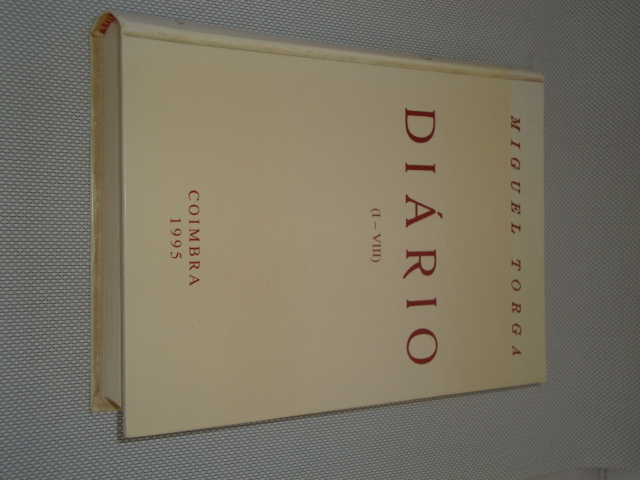 MIGUEL TORGA
DIÁRIO
(I – VIII)
COIMBRA
1995